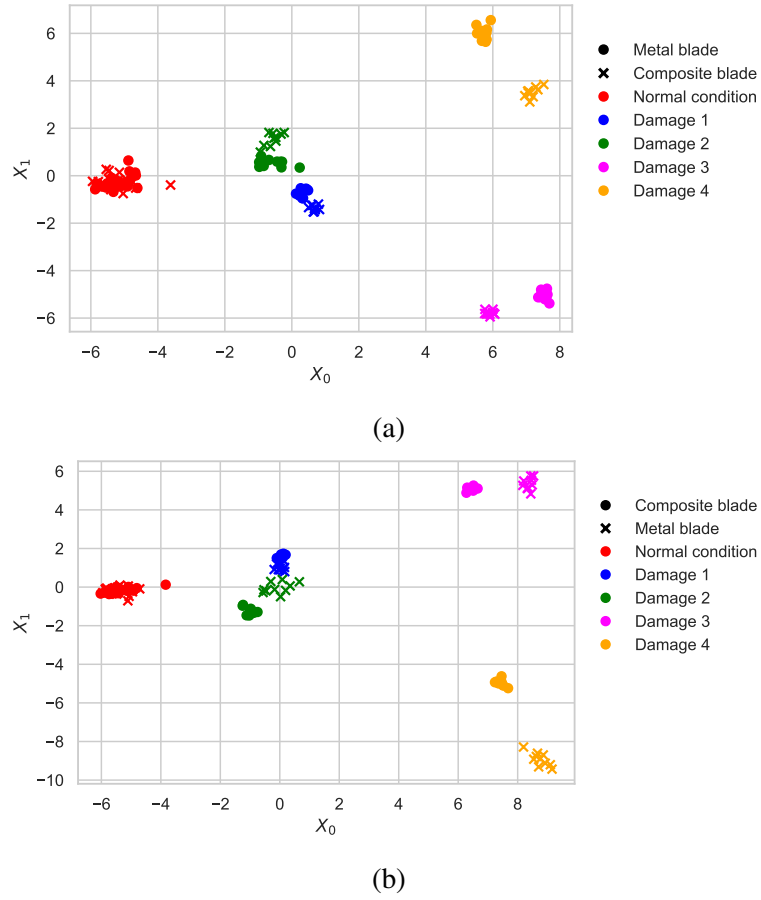 6
4
2
0
−2
−4
−6
X1
−6
−4
−2
0
2
4
6
8
X0
Metal blade
Composite blade
Normal condition
Damage 1
Damage 2
Damage 3
Damage 4
(a)
6
4
2
0
−2
−4
−6
−8
−10
X1
−6
−4
−2
0
2
4
6
8
X0
Composite blade
Metal blade
Normal condition
Damage 1
Damage 2
Damage 3
Damage 4
(b)